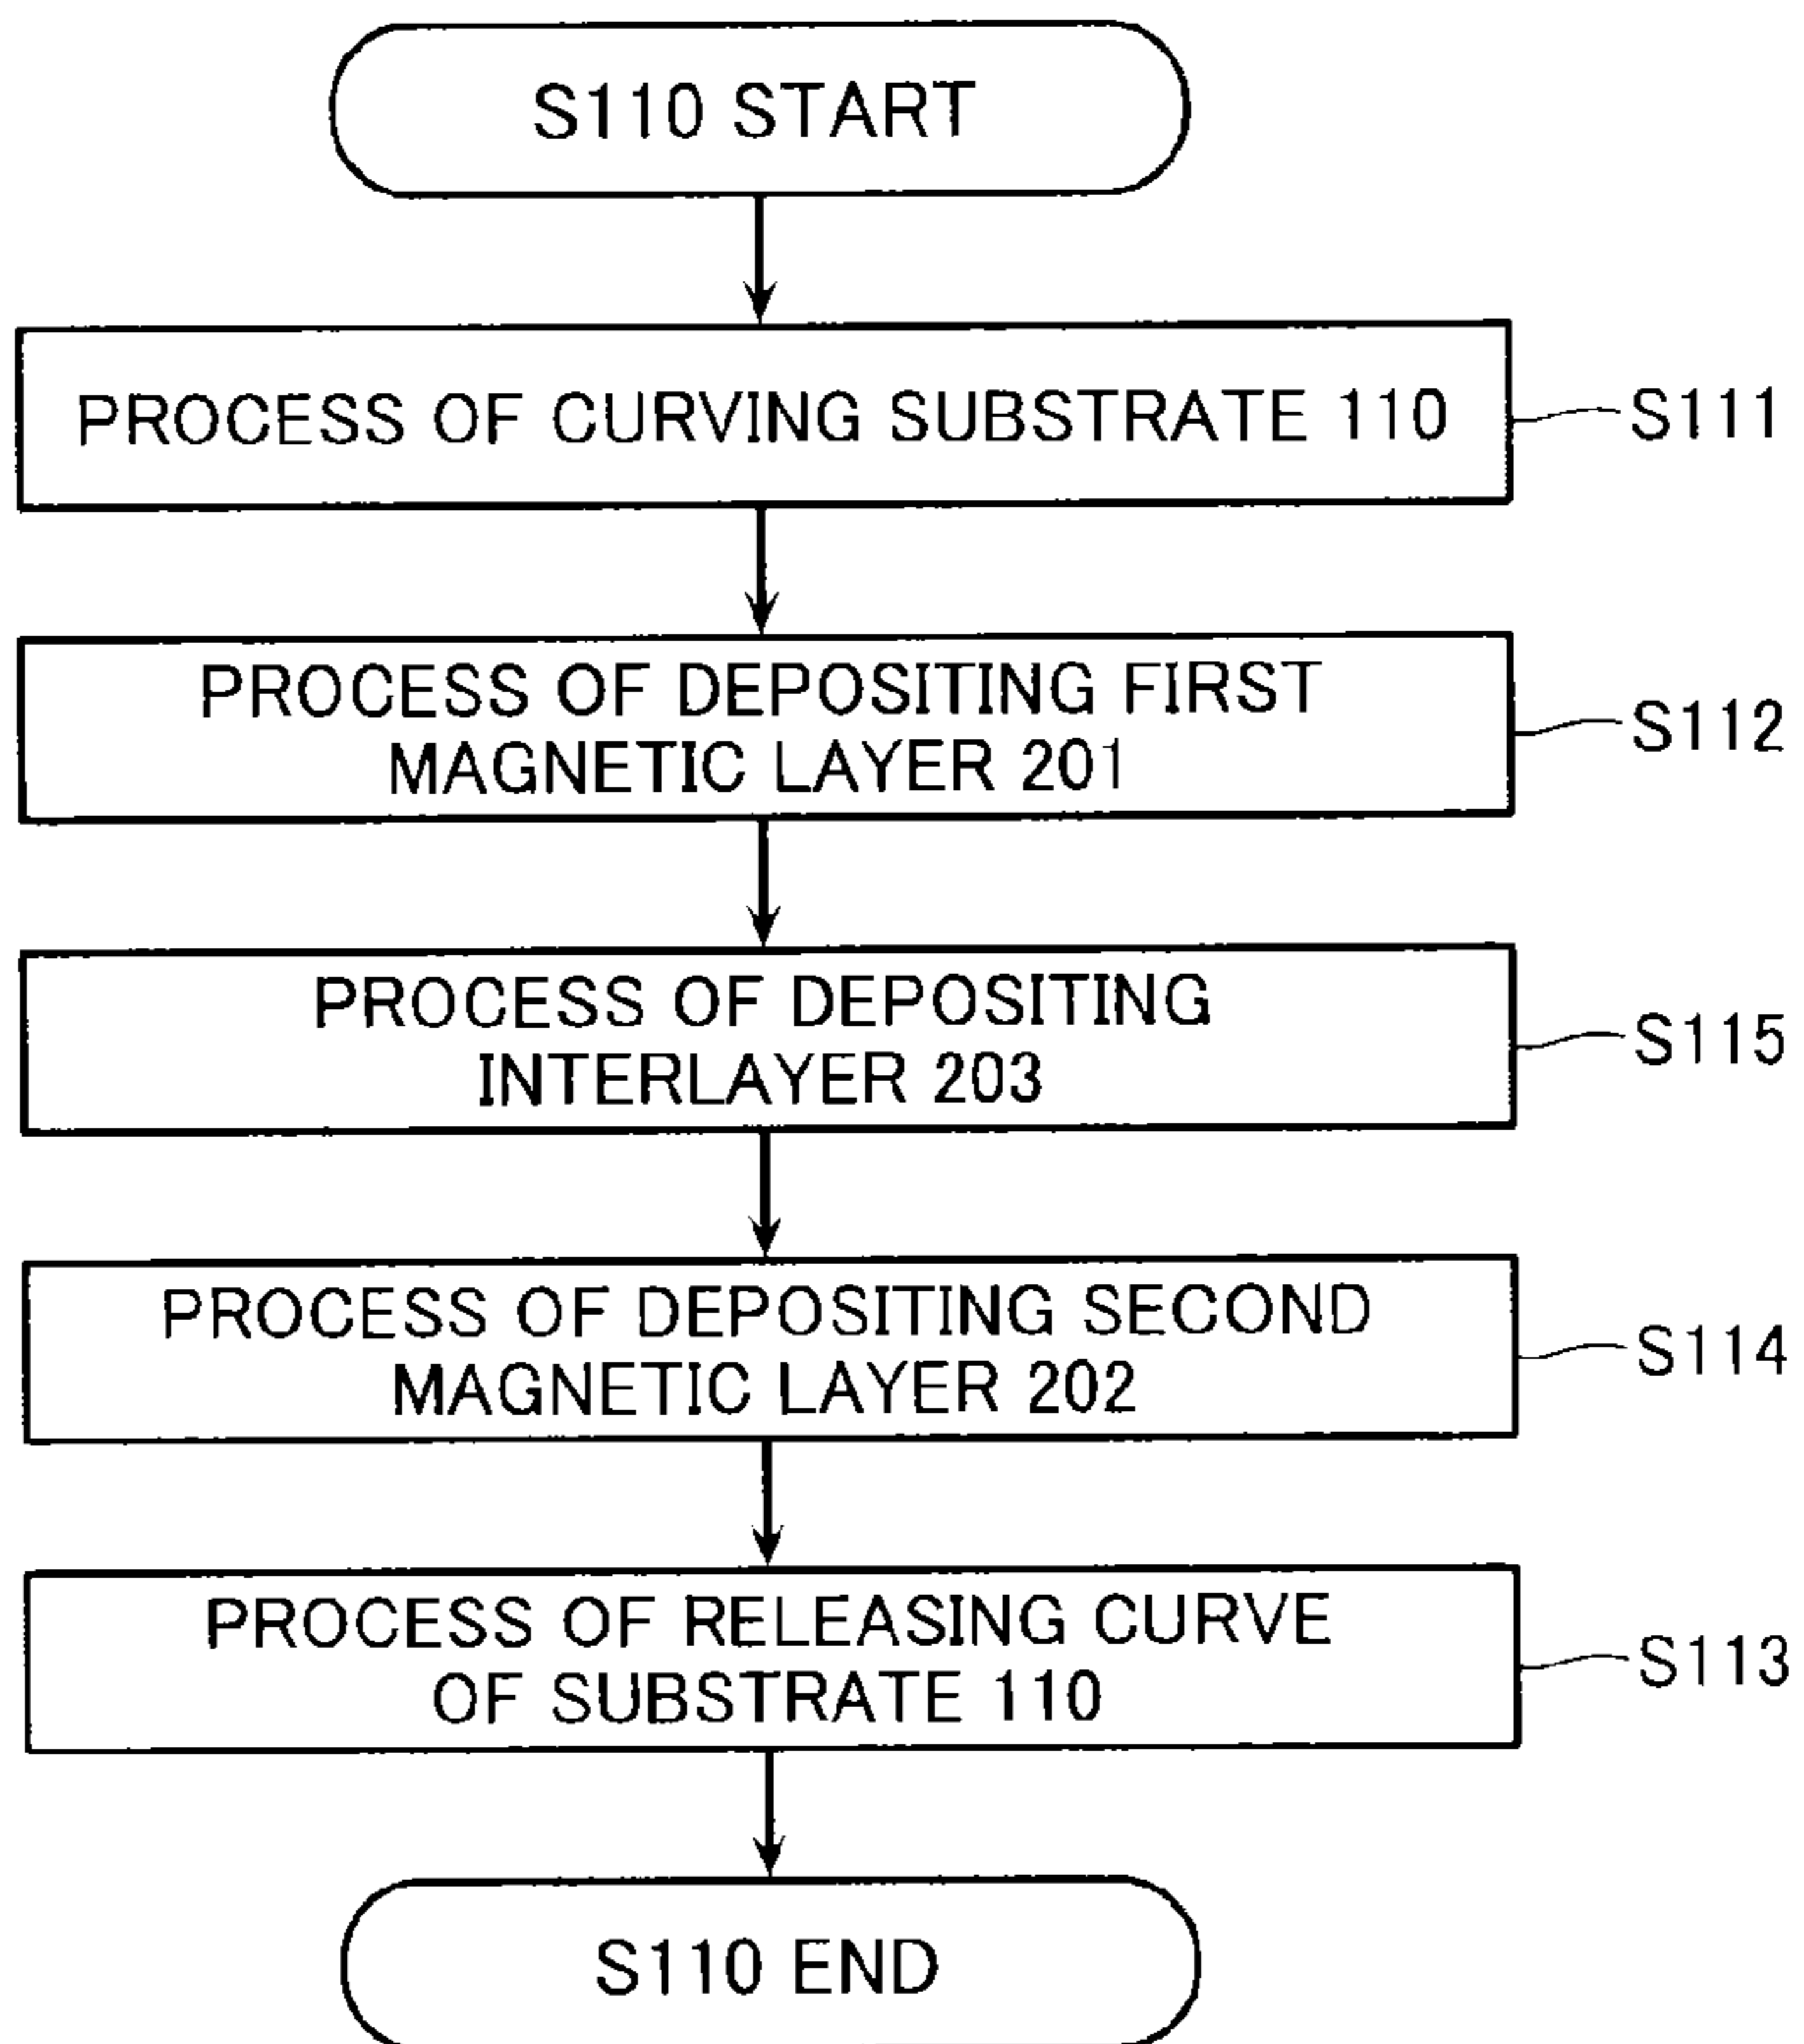 S110 START
PROCESS OF CURVING SUBSTRATE 110
S111
PROCESS OF DEPOSITING FIRST
MAGNETIC LAYER 201
S112
PROCESS OF DEPOSITING
INTERLAYER 203
S115
PROCESS OF DEPOSITING SECOND
MAGNETIC LAYER 202
S114
PROCESS OF RELEASING CURVE
OF SUBSTRATE 110
S113
S110 END